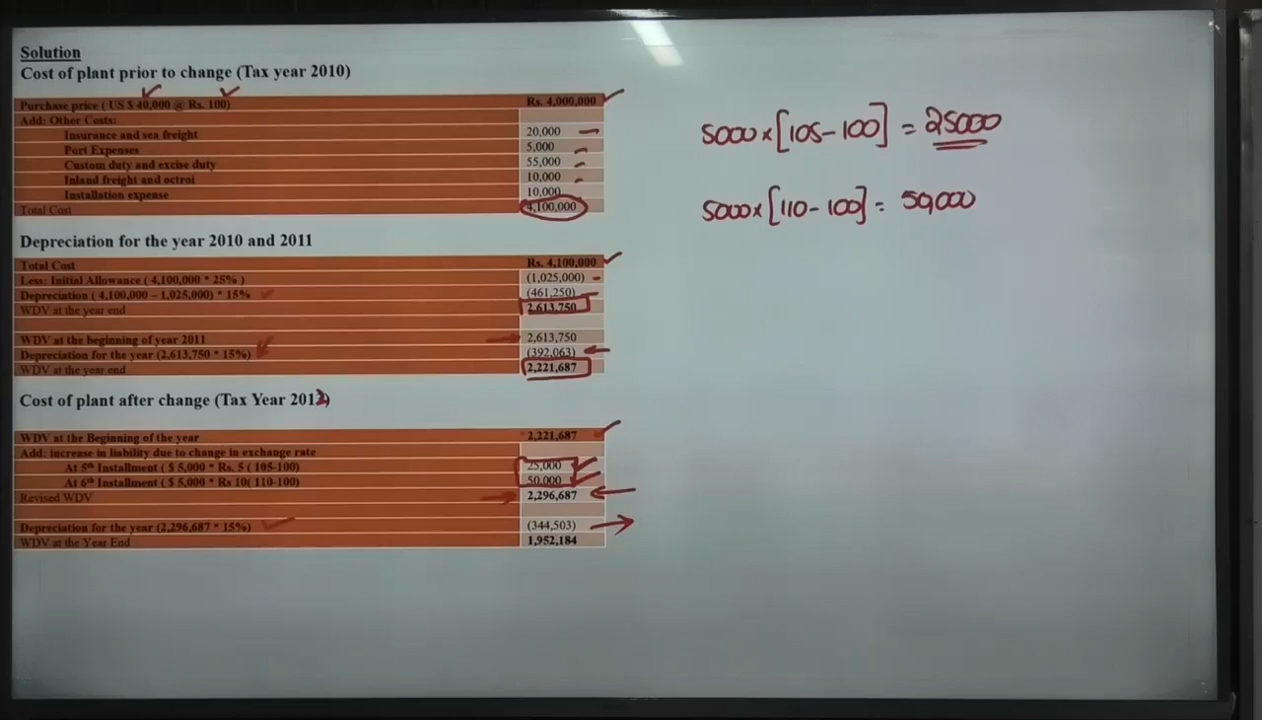 Solution
Cost of plant prior to change (Tax year 2010)
Purchase price ( US $ 40,000 @ Rs. 100) Rs. 4,000,000
Add: Other Costs:
Insurance and sea freight 20,000
Port Expenses 5,000
Custom duty and excise duty 55,000
Inland freight and octroi 10,000
Installation expense 10,000
Total Cost 4,100,000
Depreciation for the year 2010 and 2011
Total Cost Rs. 4,100,000
Less: Initial Allowance ( 4,100,000 * 25% ) (1,025,000)
Depreciation ( 4,100,000 – 1,025,000) * 15% (461,250)
WDV at the year end 2,613,750
WDV at the beginning of year 2011 2,613,750
Depreciation for the year (2,613,750 * 15%) (392,063)
WDV at the year end 2,221,687
Cost of plant after change (Tax Year 2012)
WDV at the Beginning of the year 2,221,687
Add: increase in liability due to change in exchange rate
At 5th Installment ( $ 5,000 * Rs. 5 ( 105-100) 25,000
At 6th Installment ( $ 5,000 * Rs 10( 110-100) 50,000
Revised WDV 2,296,687
Depreciation for the year (2,296,687 * 15%) (344,503)
WDV at the Year End 1,952,184
5000 x [105 - 100] = 25000
5000 x [110 - 100] = 50,000